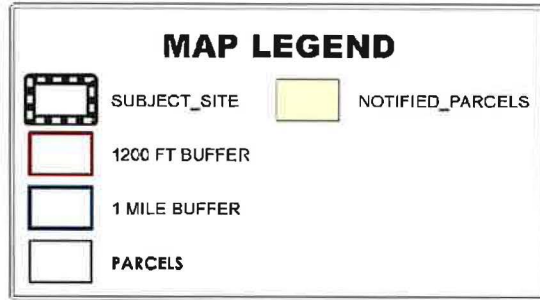 MAP LEGEND
SUBJECT_SITE NOTIFIED_PARCELS
1200 FT BUFFER
1 MILE BUFFER
PARCELS